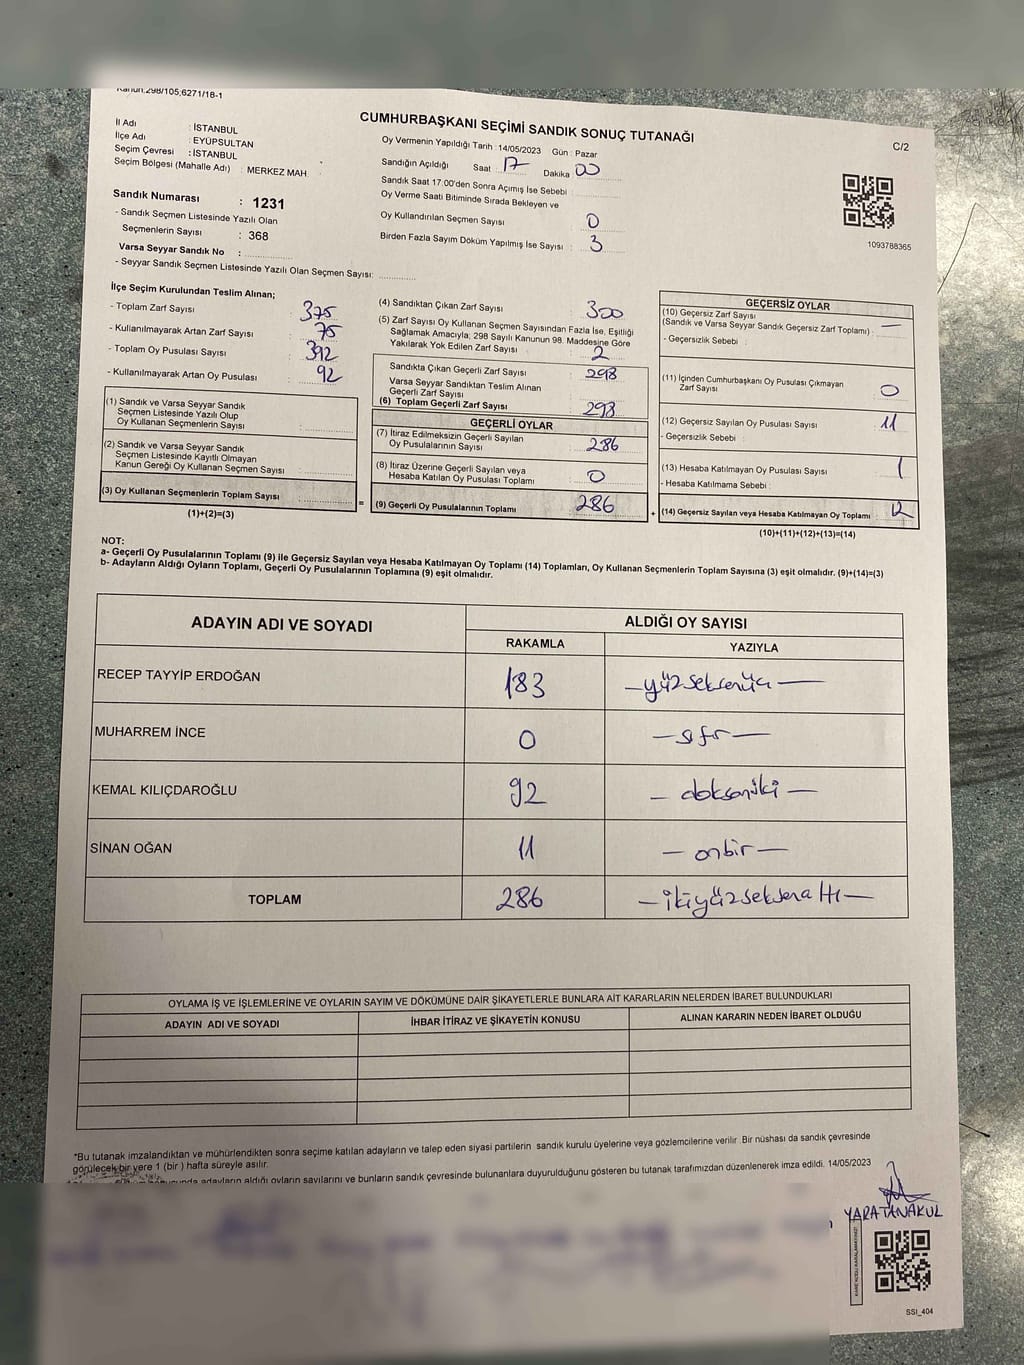 Kanun:298/105;6271/18-1
CUMHURBAŞKANI SEÇİMİ SANDIK SONUÇ TUTANAĞI
C/2
İl Adı : İSTANBUL
İlçe Adı : EYÜPSULTAN
Seçim Çevresi : İSTANBUL
Seçim Bölgesi (Mahalle Adı) : MERKEZ MAH.
Sandık Numarası : 1231
- Sandık Seçmen Listesinde Yazılı Olan
Seçmenlerin Sayısı : 368
Varsa Seyyar Sandık No :
- Seyyar Sandık Seçmen Listesinde Yazılı Olan Seçmen Sayısı:
Oy Vermenin Yapıldığı Tarih : 14/05/2023 Gün : Pazar
Sandığın Açıldığı Saat 17 Dakika 00
Sandık Saat 17:00'den Sonra Açımış İse Sebebi
Oy Verme Saati Bitiminde Sırada Bekleyen ve
Oy Kullandırılan Seçmen Sayısı : 0
Birden Fazla Sayım Döküm Yapılmış İse Sayısı : 3
1093788365
İlçe Seçim Kurulundan Teslim Alınan;
- Toplam Zarf Sayısı : 375
- Kullanılmayarak Artan Zarf Sayısı : 75
- Toplam Oy Pusulası Sayısı : 392
- Kullanılmayarak Artan Oy Pusulası : 92
(1) Sandık ve Varsa Seyyar Sandık
Seçmen Listesinde Yazılı Olup
Oy Kullanan Seçmenlerin Sayısı :
(2) Sandık ve Varsa Seyyar Sandık
Seçmen Listesinde Kayıtlı Olmayan
Kanun Gereği Oy Kullanan Seçmen Sayısı :
(3) Oy Kullanan Seçmenlerin Toplam Sayısı :
(1)+(2)=(3)
=
(4) Sandıktan Çıkan Zarf Sayısı : 300
(5) Zarf Sayısı Oy Kullanan Seçmen Sayısından Fazla İse, Eşitliği
Sağlamak Amacıyla; 298 Sayılı Kanunun 98. Maddesine Göre
Yakılarak Yok Edilen Zarf Sayısı : 2
Sandıkta Çıkan Geçerli Zarf Sayısı : 298
Varsa Seyyar Sandıktan Teslim Alınan
Geçerli Zarf Sayısı
(6) Toplam Geçerli Zarf Sayısı : 298
GEÇERLİ OYLAR
(7) İtiraz Edilmeksizin Geçerli Sayılan
Oy Pusulalarının Sayısı : 286
(8) İtiraz Üzerine Geçerli Sayılan veya
Hesaba Katılan Oy Pusulası Toplamı : 0
(9) Geçerli Oy Pusulalarının Toplamı : 286
+
GEÇERSİZ OYLAR
(10) Geçersiz Zarf Sayısı
(Sandık ve Varsa Seyyar Sandık Geçersiz Zarf Toplamı) : —
- Geçersizlik Sebebi
(11) İçinden Cumhurbaşkanı Oy Pusulası Çıkmayan
Zarf Sayısı : 0
(12) Geçersiz Sayılan Oy Pusulası Sayısı : 11
- Geçersizlik Sebebi :
(13) Hesaba Katılmayan Oy Pusulası Sayısı : 1
- Hesaba Katılmama Sebebi :
(14) Geçersiz Sayılan veya Hesaba Katılmayan Oy Toplamı : 12
(10)+(11)+(12)+(13)=(14)
NOT:
a- Geçerli Oy Pusulalarının Toplamı (9) ile Geçersiz Sayılan veya Hesaba Katılmayan Oy Toplamı (14) Toplamları, Oy Kullanan Seçmenlerin Toplam Sayısına (3) eşit olmalıdır. (9)+(14)=(3)
b- Adayların Aldığı Oyların Toplamı, Geçerli Oy Pusulalarının Toplamına (9) eşit olmalıdır.
ADAYIN ADI VE SOYADI
ALDIĞI OY SAYISI
RAKAMLA YAZIYLA
RECEP TAYYİP ERDOĞAN 183 —yüzseksenüç—
MUHARREM İNCE 0 —sıfır—
KEMAL KILIÇDAROĞLU 92 —doksaniki—
SİNAN OĞAN 11 —onbir—
TOPLAM 286 —ikiyüzseksenaltı—
OYLAMA İŞ VE İŞLEMLERİNE VE OYLARIN SAYIM VE DÖKÜMÜNE DAİR ŞİKAYETLERLE BUNLARA AİT KARARLARIN NELERDEN İBARET BULUNDUKLARI
ADAYIN ADI VE SOYADI İHBAR İTİRAZ VE ŞİKAYETİN KONUSU ALINAN KARARIN NEDEN İBARET OLDUĞU
*Bu tutanak imzalandıktan ve mühürlendikten sonra seçime katılan adayların ve talep eden siyasi partilerin sandık kurulu üyelerine veya gözlemcilerine verilir. Bir nüshası da sandık çevresinde
görülecek bir yere 1 (bir) hafta süreyle asılır.
adayların aldığı oyların sayılarını ve bunların sandık çevresinde bulunanlara duyurulduğunu gösteren bu tutanak tarafımızdan düzenlenerek imza edildi. 14/05/2023
YARATANAKUL
KARE KODU KARALAMAYINIZ!
SSI_404